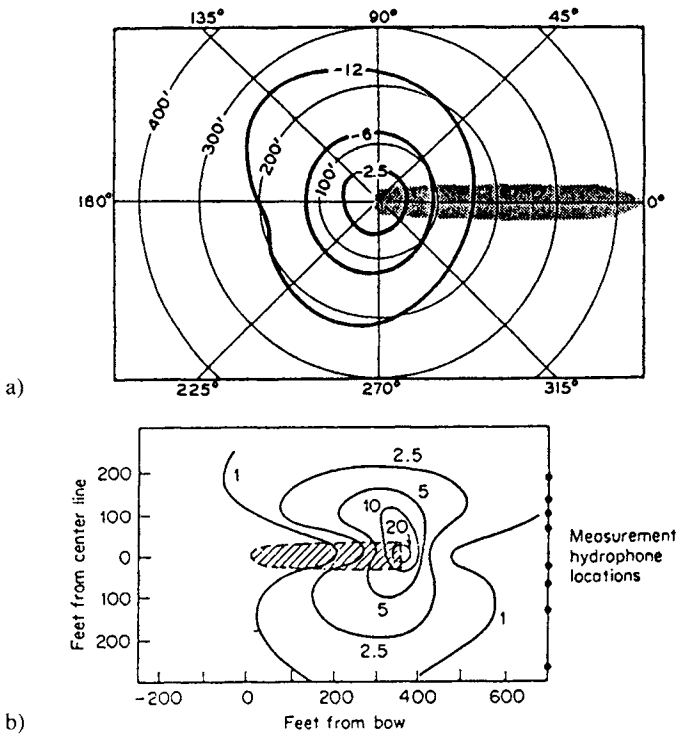 135° 90° 45°
-12
400'
300'
-6
200'
-2.5
100'
180° 0°
225° 270° 315°
a)
Feet from center line
200
100
0
100
200
1
2.5
5
10
20
5
2.5
1
Measurement
hydrophone
locations
-200 0 200 400 600
Feet from bow
b)